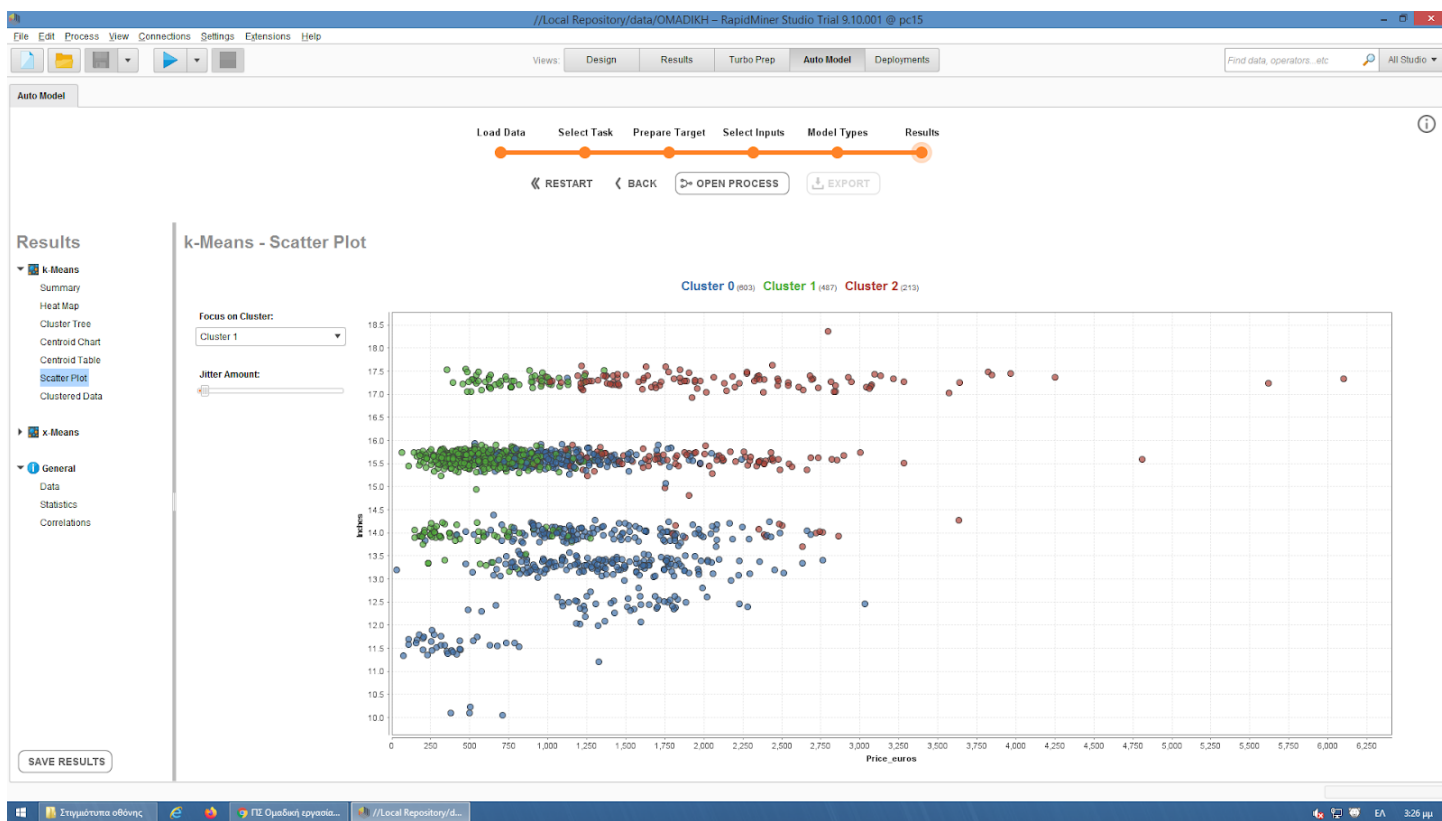 //Local Repository/data/OMADIKH – RapidMiner Studio Trial 9.10.001 @ pc15
File Edit Process View Connections Settings Extensions Help
Views: Design Results Turbo Prep Auto Model Deployments
Find data, operators...etc
All Studio
Auto Model
Load Data Select Task Prepare Target Select Inputs Model Types Results
RESTART BACK OPEN PROCESS EXPORT
Results
k-Means
Summary
Heat Map
Cluster Tree
Centroid Chart
Centroid Table
Scatter Plot
Clustered Data
x-Means
General
Data
Statistics
Correlations
SAVE RESULTS
k-Means - Scatter Plot
Focus on Cluster:
Cluster 1
Jitter Amount:
Cluster 0 (603) Cluster 1 (487) Cluster 2 (213)
18.5
18.0
17.5
17.0
16.5
16.0
15.5
15.0
14.5
14.0
13.5
13.0
12.5
12.0
11.5
11.0
10.5
10.0
Inches
0 250 500 750 1,000 1,250 1,500 1,750 2,000 2,250 2,500 2,750 3,000 3,250 3,500 3,750 4,000 4,250 4,500 4,750 5,000 5,250 5,500 5,750 6,000 6,250
Price_euros
Στιγμιότυπα οθόνης
ΠΣ Ομαδική εργασία...
//Local Repository/d...
ΕΛ 3:26 μμ